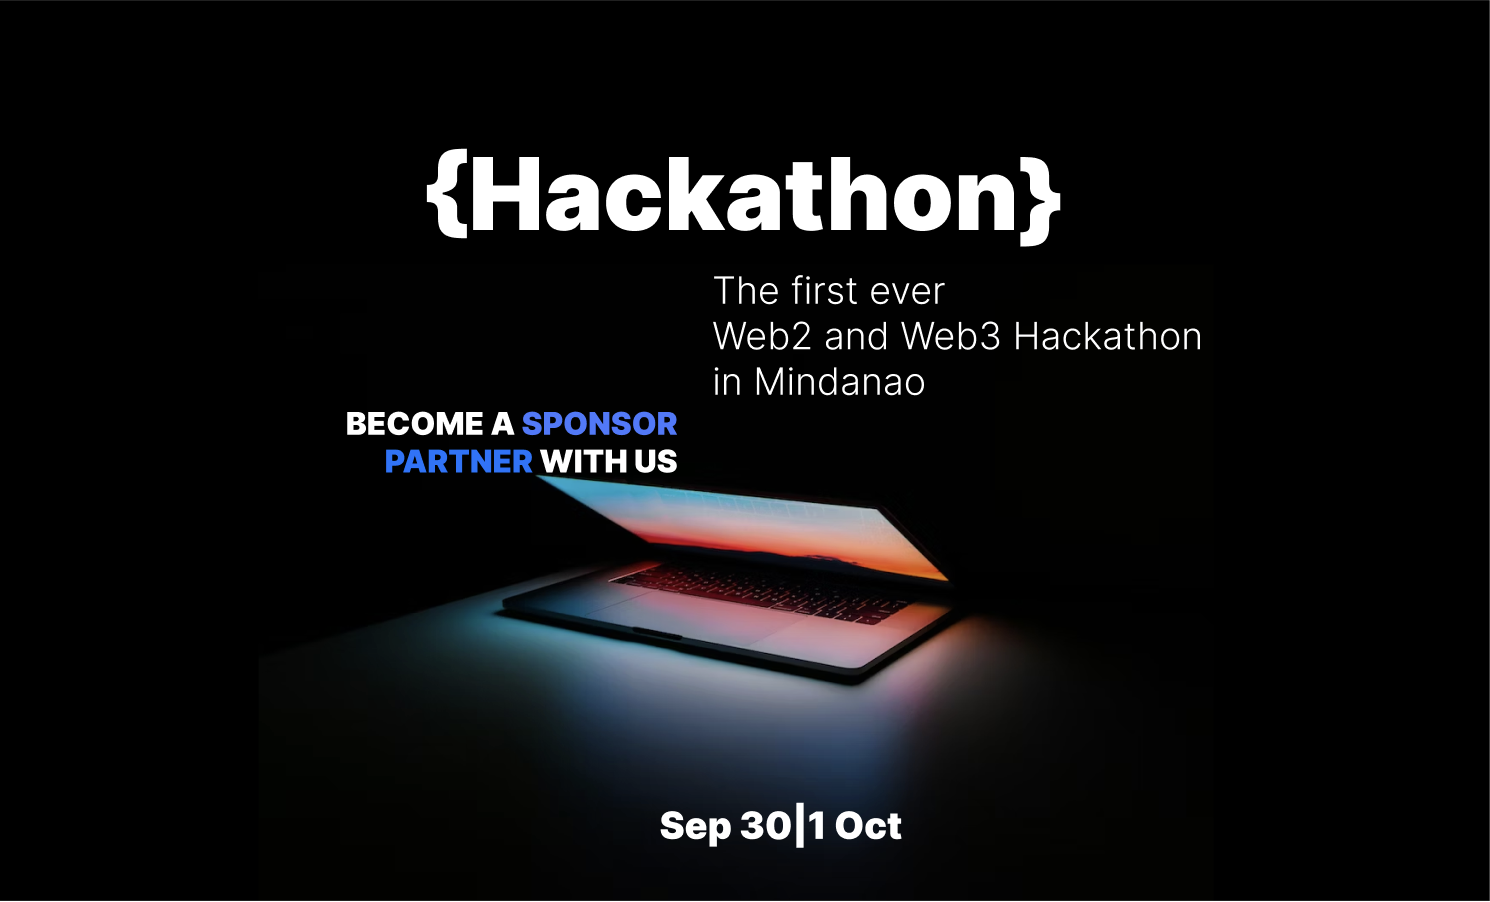 {Hackathon}
The first ever
Web2 and Web3 Hackathon
in Mindanao
BECOME A SPONSOR
PARTNER WITH US
Sep 30|1 Oct